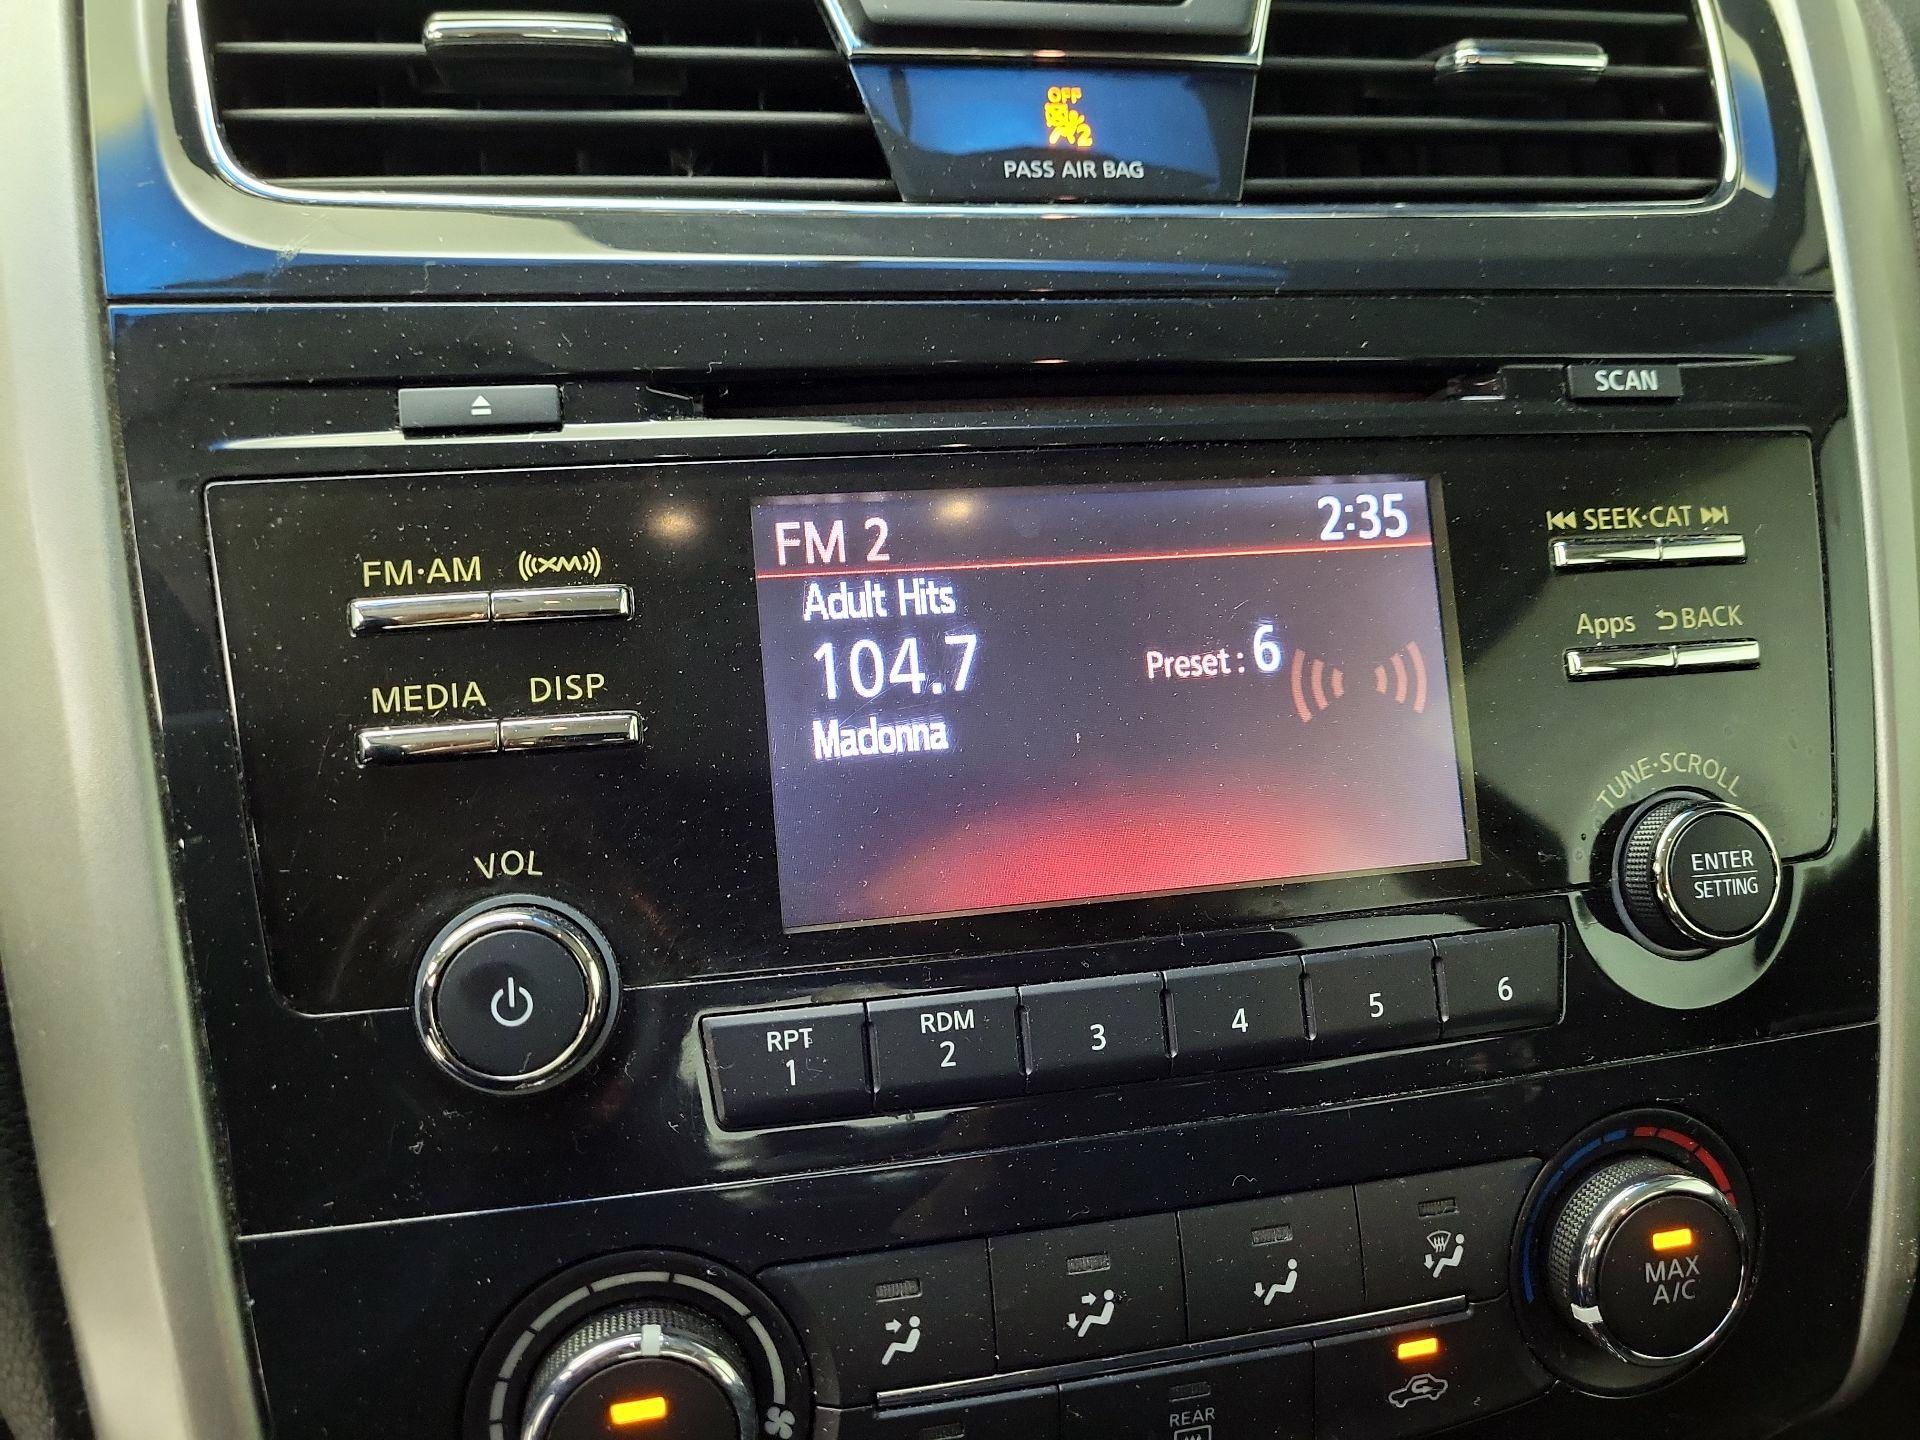 OFF
2
PASS AIR BAG
SCAN
FM·AM XM
MEDIA DISP
VOL
FM 2 2:35
Adult Hits
104.7
Preset : 6
Madonna
SEEK·CAT
Apps BACK
TUNE·SCROLL
ENTER
SETTING
RPT
1
RDM
2
3
4
5
6
MAX
A/C
REAR